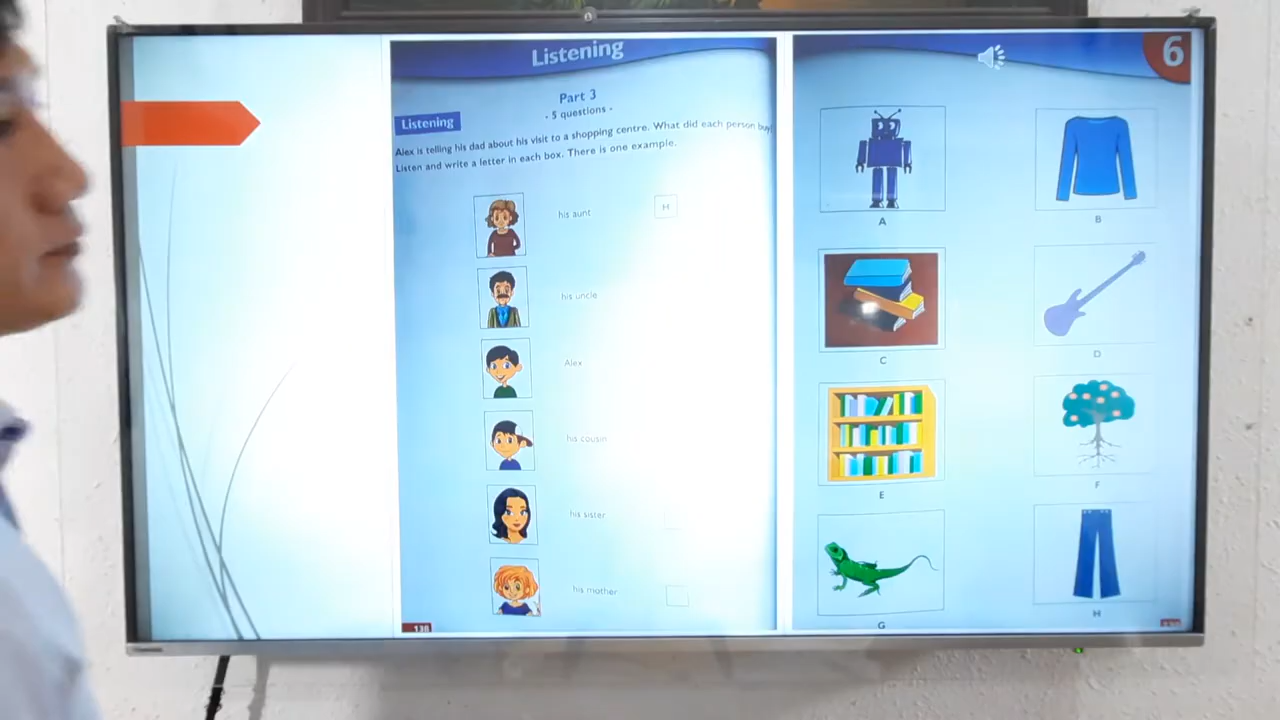 Listening
Part 3
- 5 questions -
Listening
Alex is telling his dad about his visit to a shopping centre. What did each person buy?
Listen and write a letter in each box. There is one example.
his aunt
H
his uncle
Alex
his cousin
his sister
his mother
138
6
A
B
C
D
E
F
G
H